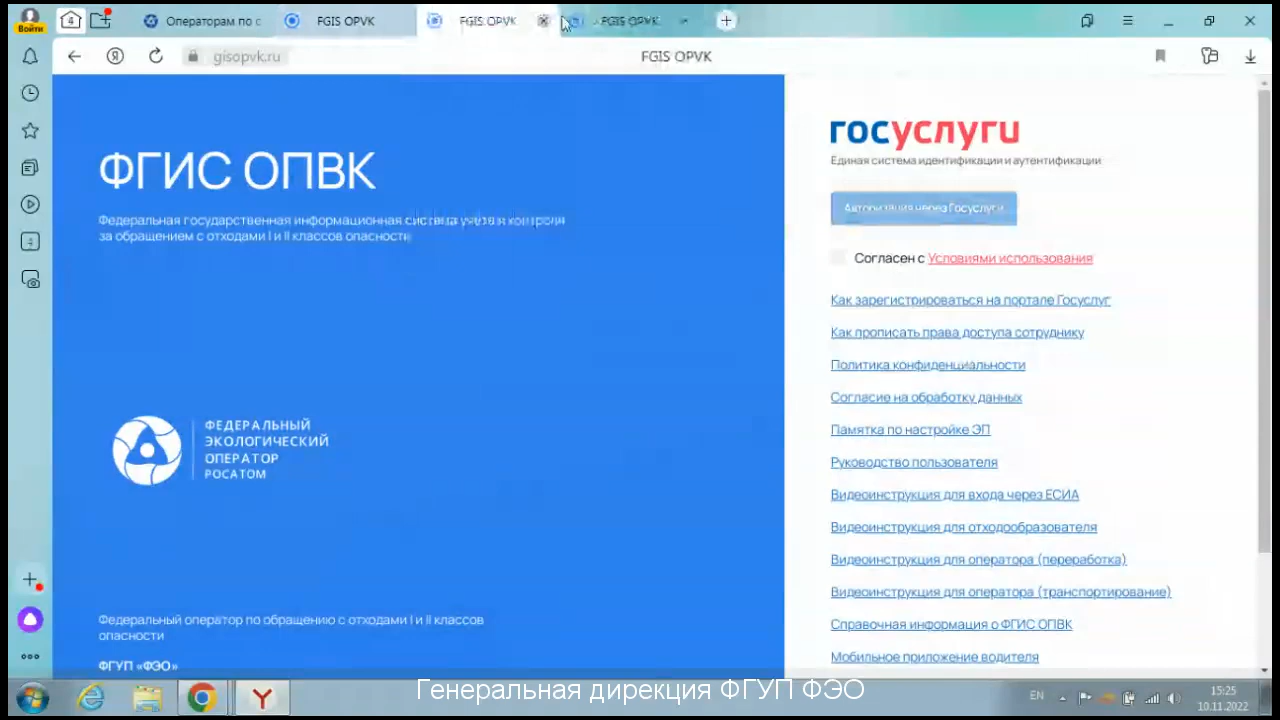 Войти
4
Операторам по с
FGIS OPVK
FGIS OPVK
FGIS OPVK
gisopvk.ru
FGIS OPVK
ФГИС ОПВК
Федеральная государственная информационная система учёта и контроля
за обращением с отходами I и II классов опасности
ФЕДЕРАЛЬНЫЙ
ЭКОЛОГИЧЕСКИЙ
ОПЕРАТОР
РОСАТОМ
Федеральный оператор по обращению с отходами I и II классов
опасности
ФГУП «ФЭО»
госуслуги
Единая система идентификации и аутентификации
Авторизация через Госуслуги
Согласен с Условиями использования
Как зарегистрироваться на портале Госуслуг
Как прописать права доступа сотруднику
Политика конфиденциальности
Согласие на обработку данных
Памятка по настройке ЭП
Руководство пользователя
Видеоинструкция для входа через ЕСИА
Видеоинструкция для отходообразователя
Видеоинструкция для оператора (переработка)
Видеоинструкция для оператора (транспортирование)
Справочная информация о ФГИС ОПВК
Мобильное приложение водителя
Генеральная дирекция ФГУП ФЭО
EN
15:25
10.11.2022